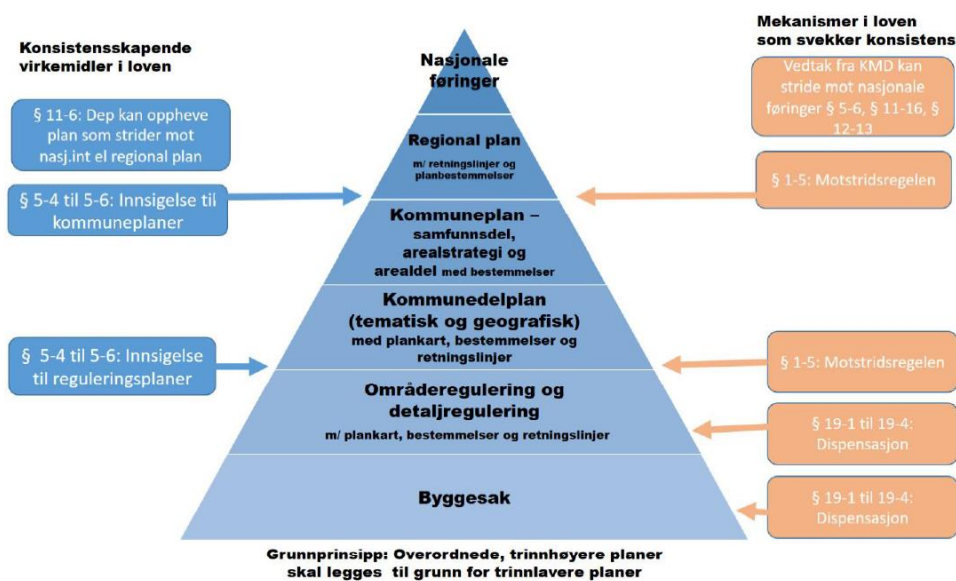 Konsistensskapende
virkemidler i loven
§ 11-6: Dep kan oppheve
plan som strider mot
nasj.int el regional plan
§ 5-4 til 5-6: Innsigelse til
kommuneplaner
§ 5-4 til 5-6: Innsigelse
til reguleringsplaner
Nasjonale
føringer
Regional plan
m/ retningslinjer og
planbestemmelser
Kommuneplan –
samfunnsdel,
arealstrategi og
arealdel med bestemmelser
Kommunedelplan
(tematisk og geografisk)
med plankart, bestemmelser og
retningslinjer
Områderegulering og
detaljregulering
m/ plankart, bestemmelser og retningslinjer
Byggesak
Mekanismer i loven
som svekker konsistens
Vedtak fra KMD kan
stride mot nasjonale
føringer § 5-6, § 11-16, §
12-13
§ 1-5: Motstridsregelen
§ 1-5: Motstridsregelen
§ 19-1 til 19-4:
Dispensasjon
§ 19-1 til 19-4:
Dispensasjon
Grunnprinsipp: Overordnede, trinnhøyere planer
skal legges til grunn for trinnlavere planer